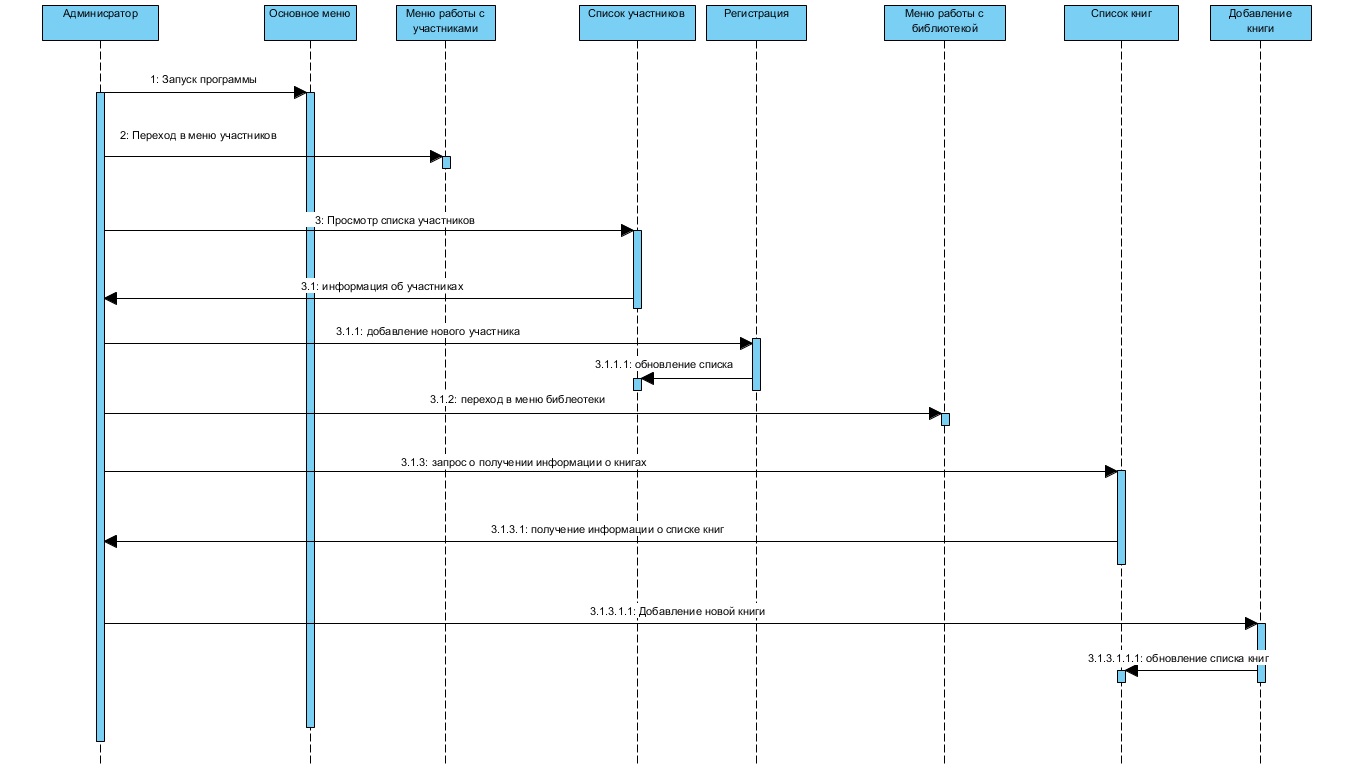 Админисратор
Основное меню
Меню работы с
участниками
Список участников
Регистрация
Меню работы с
библиотекой
Список книг
Добавление
книги
1: Запуск программы
2: Переход в меню участников
3: Просмотр списка участников
3.1: информация об участниках
3.1.1: добавление нового участника
3.1.1.1: обновление списка
3.1.2: переход в меню библеотеки
3.1.3: запрос о получении информации о книгах
3.1.3.1: получение информации о списке книг
3.1.3.1.1: Добавление новой книги
3.1.3.1.1.1: обновление списка книг